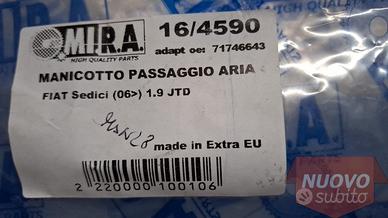 MI.R.A.
HIGH QUALITY PARTS
16/4590
adapt oe: 71746643
MANICOTTO PASSAGGIO ARIA
FIAT Sedici (06>) 1.9 JTD
made in Extra EU
2 220000 100106
NUOVO
subito